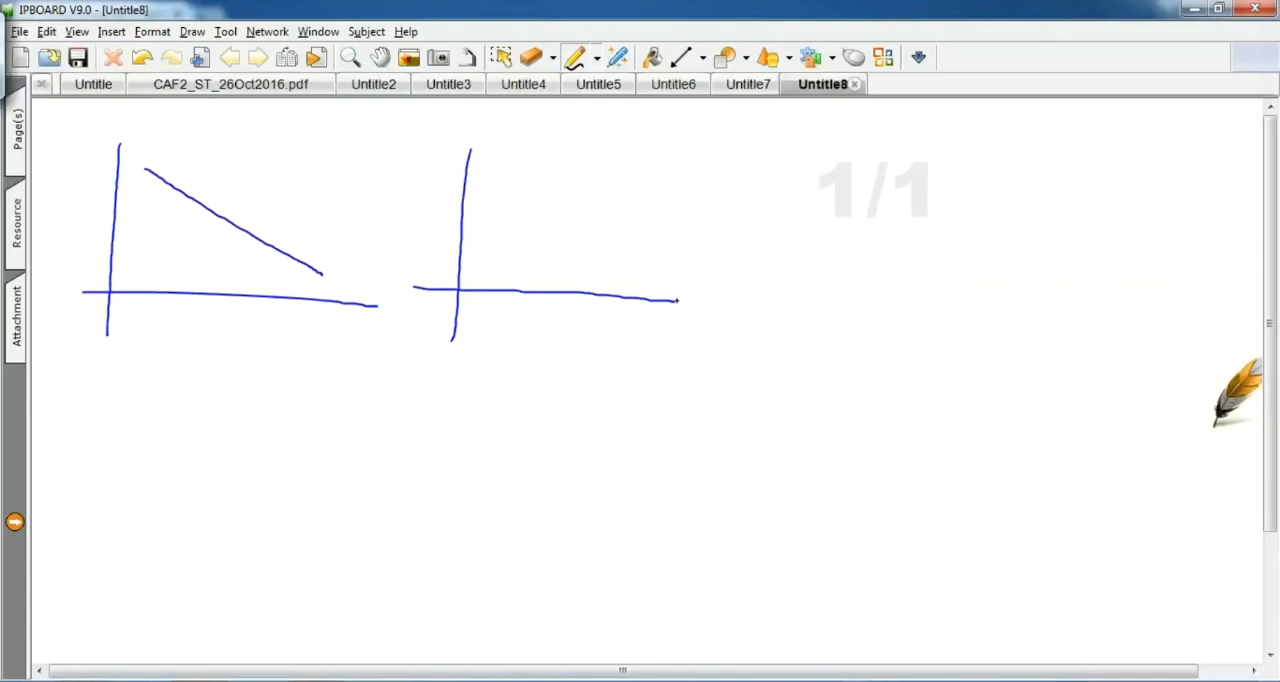 IPBOARD V9.0 - [Untitle8]
File Edit View Insert Format Draw Tool Network Window Subject Help
Untitle CAF2_ST_26Oct2016.pdf Untitle2 Untitle3 Untitle4 Untitle5 Untitle6 Untitle7 Untitle8
Page(s)
Resource
Attachment
1/1